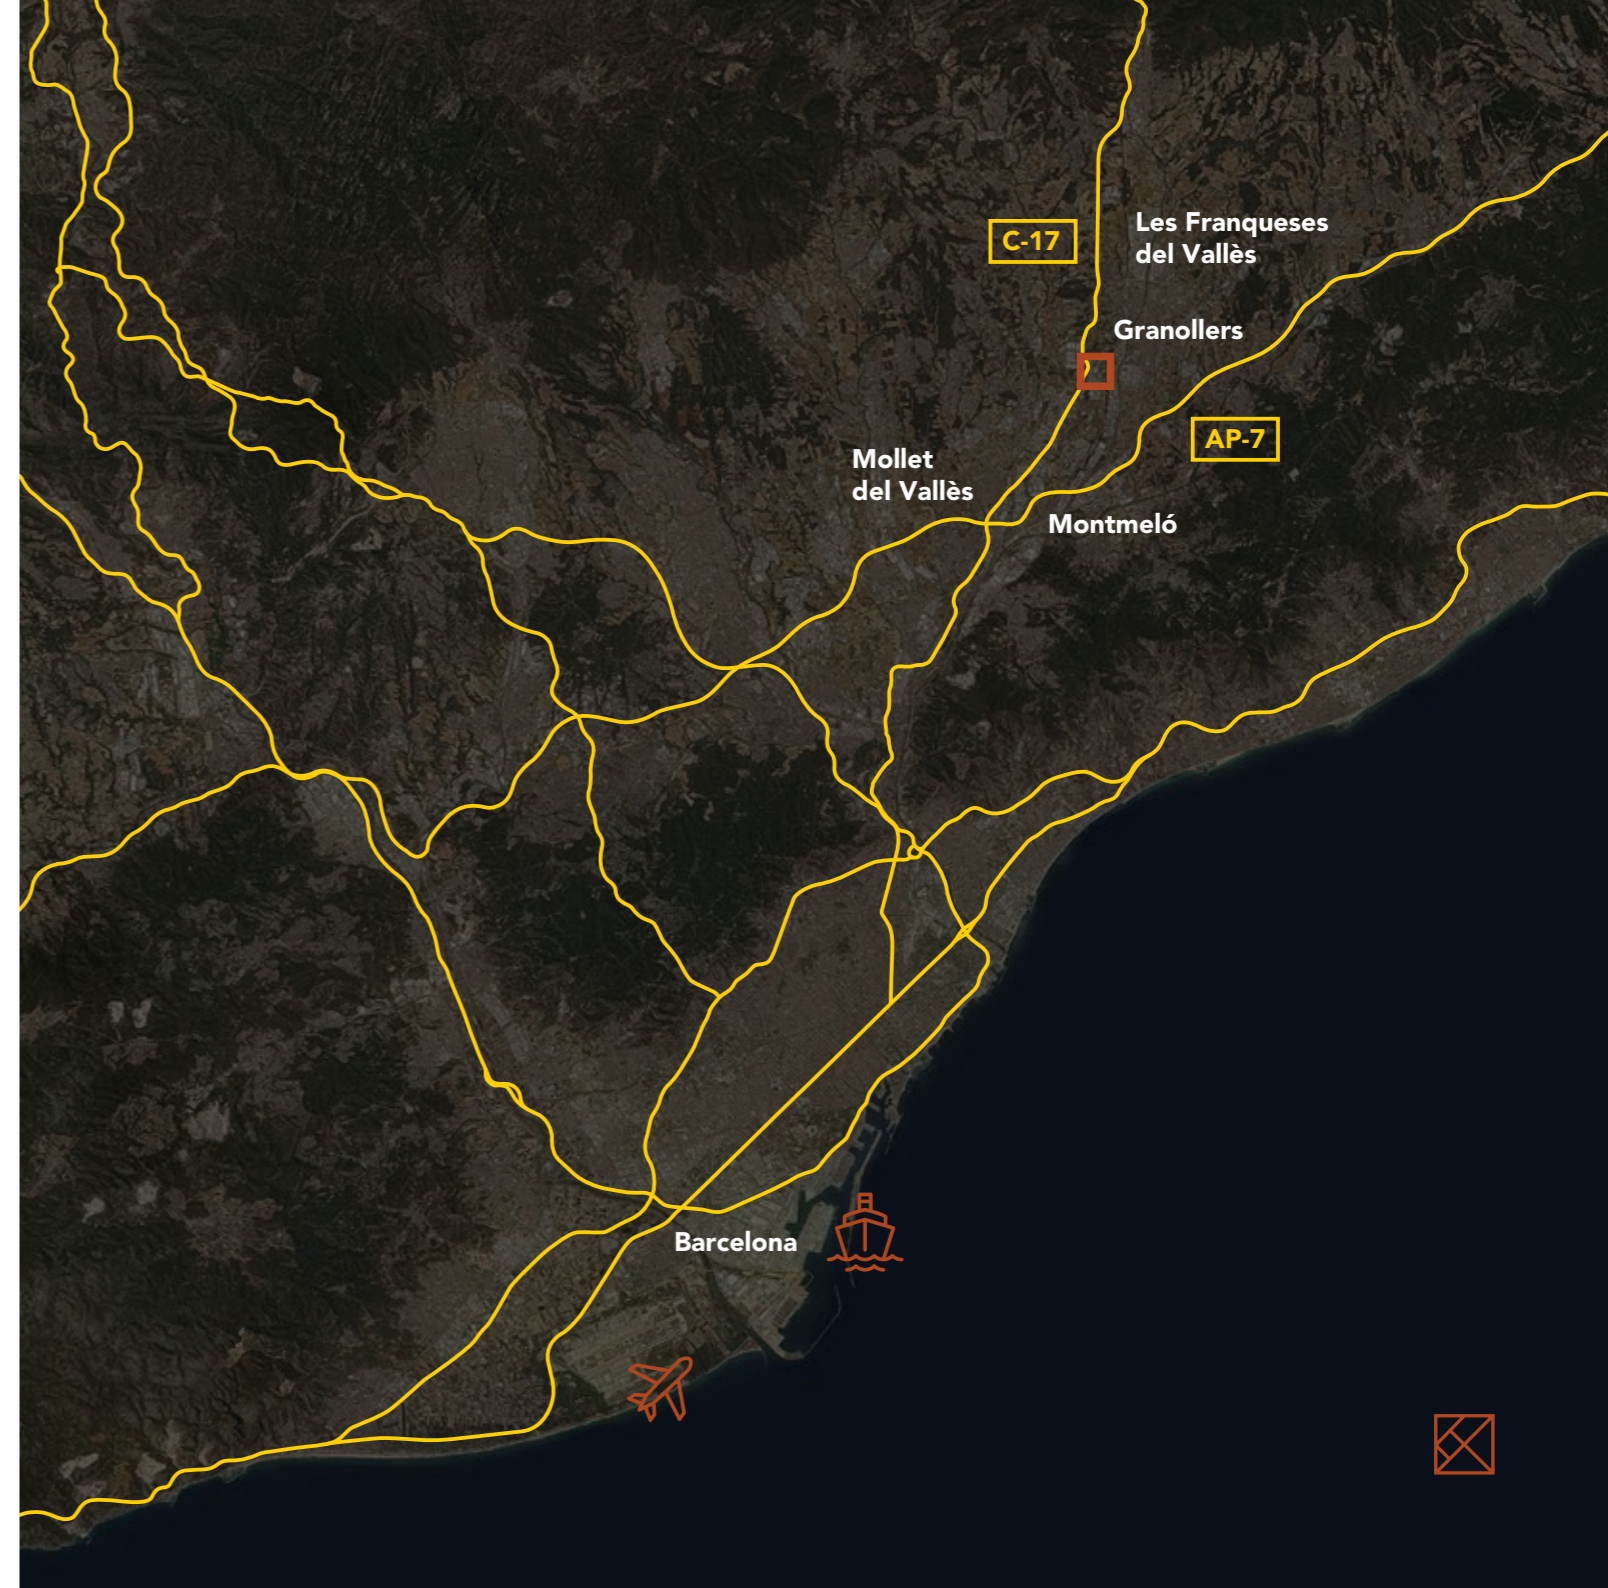 Les Franqueses
del Vallès
C-17
Granollers
AP-7
Mollet
del Vallès
Montmeló
Barcelona